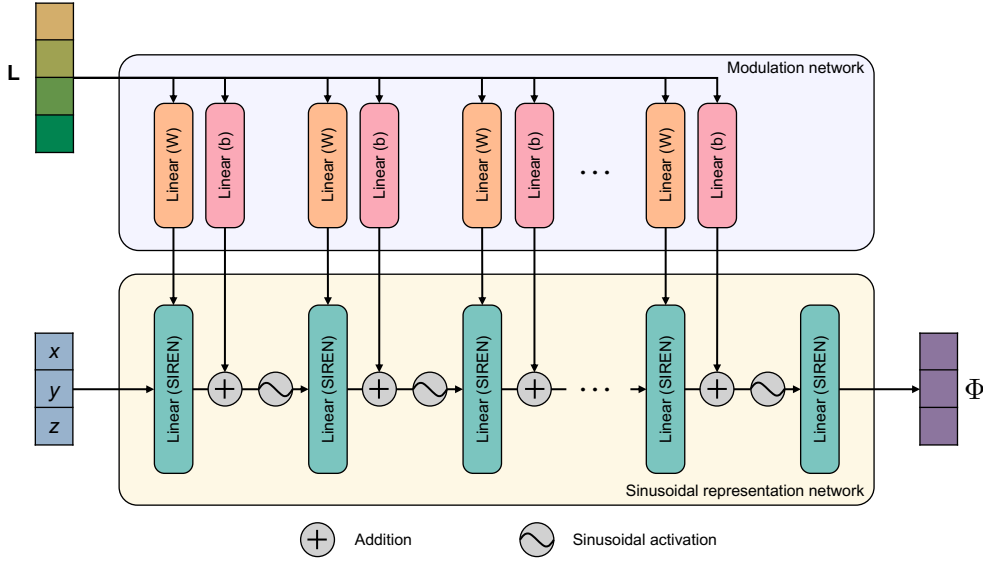 L
Modulation network
Linear (W)
Linear (b)
Linear (W)
Linear (b)
Linear (W)
Linear (b)
...
Linear (W)
Linear (b)
x
y
z
Linear (SIREN)
+
Linear (SIREN)
+
Linear (SIREN)
+
...
Linear (SIREN)
+
Linear (SIREN)
Φ
Sinusoidal representation network
+ Addition
Sinusoidal activation